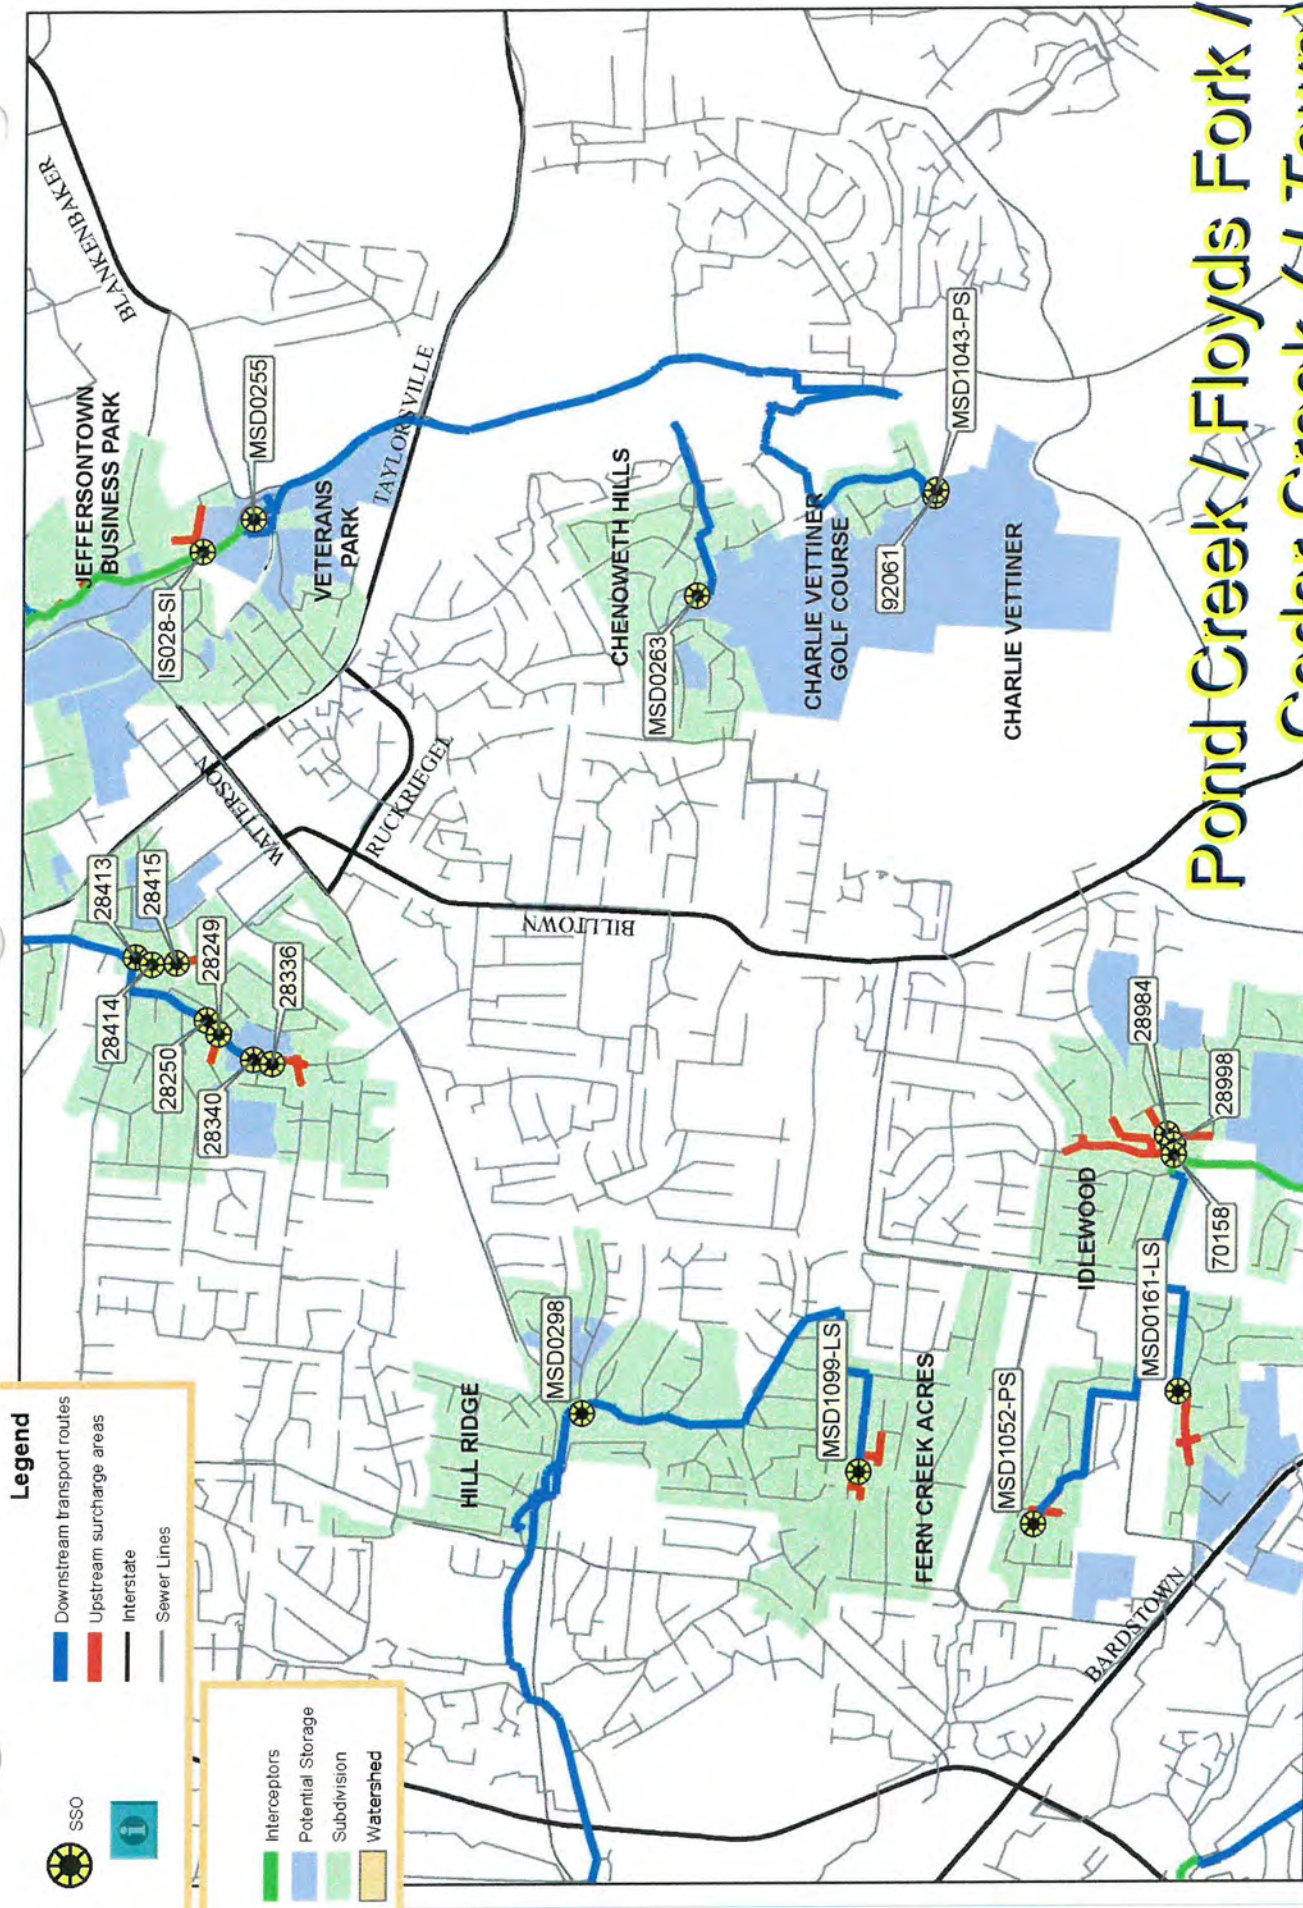 Legend
SSO
i
Downstream transport routes
Upstream surcharge areas
Interstate
Sewer Lines
Interceptors
Potential Storage
Subdivision
Watershed
BLANKENBAKER
JEFFERSONTOWN
BUSINESS PARK
MSD0255
IS028-SI
VETERANS
PARK
TAYLORSVILLE
WATTERSON
RUCKRIEGEL
BILLTOWN
28413
28415
28414
28249
28250
28336
28340
CHENOWETH HILLS
MSD0263
CHARLIE VETTINER
GOLF COURSE
92061
MSD1043-PS
CHARLIE VETTINER
HILL RIDGE
MSD0298
MSD1099-LS
FERN CREEK ACRES
MSD1052-PS
IDLEWOOD
28984
28998
70158
MSD0161-LS
BARDSTOWN
Pond Creek / Floyds Fork /
Cedar Creek / J-Town